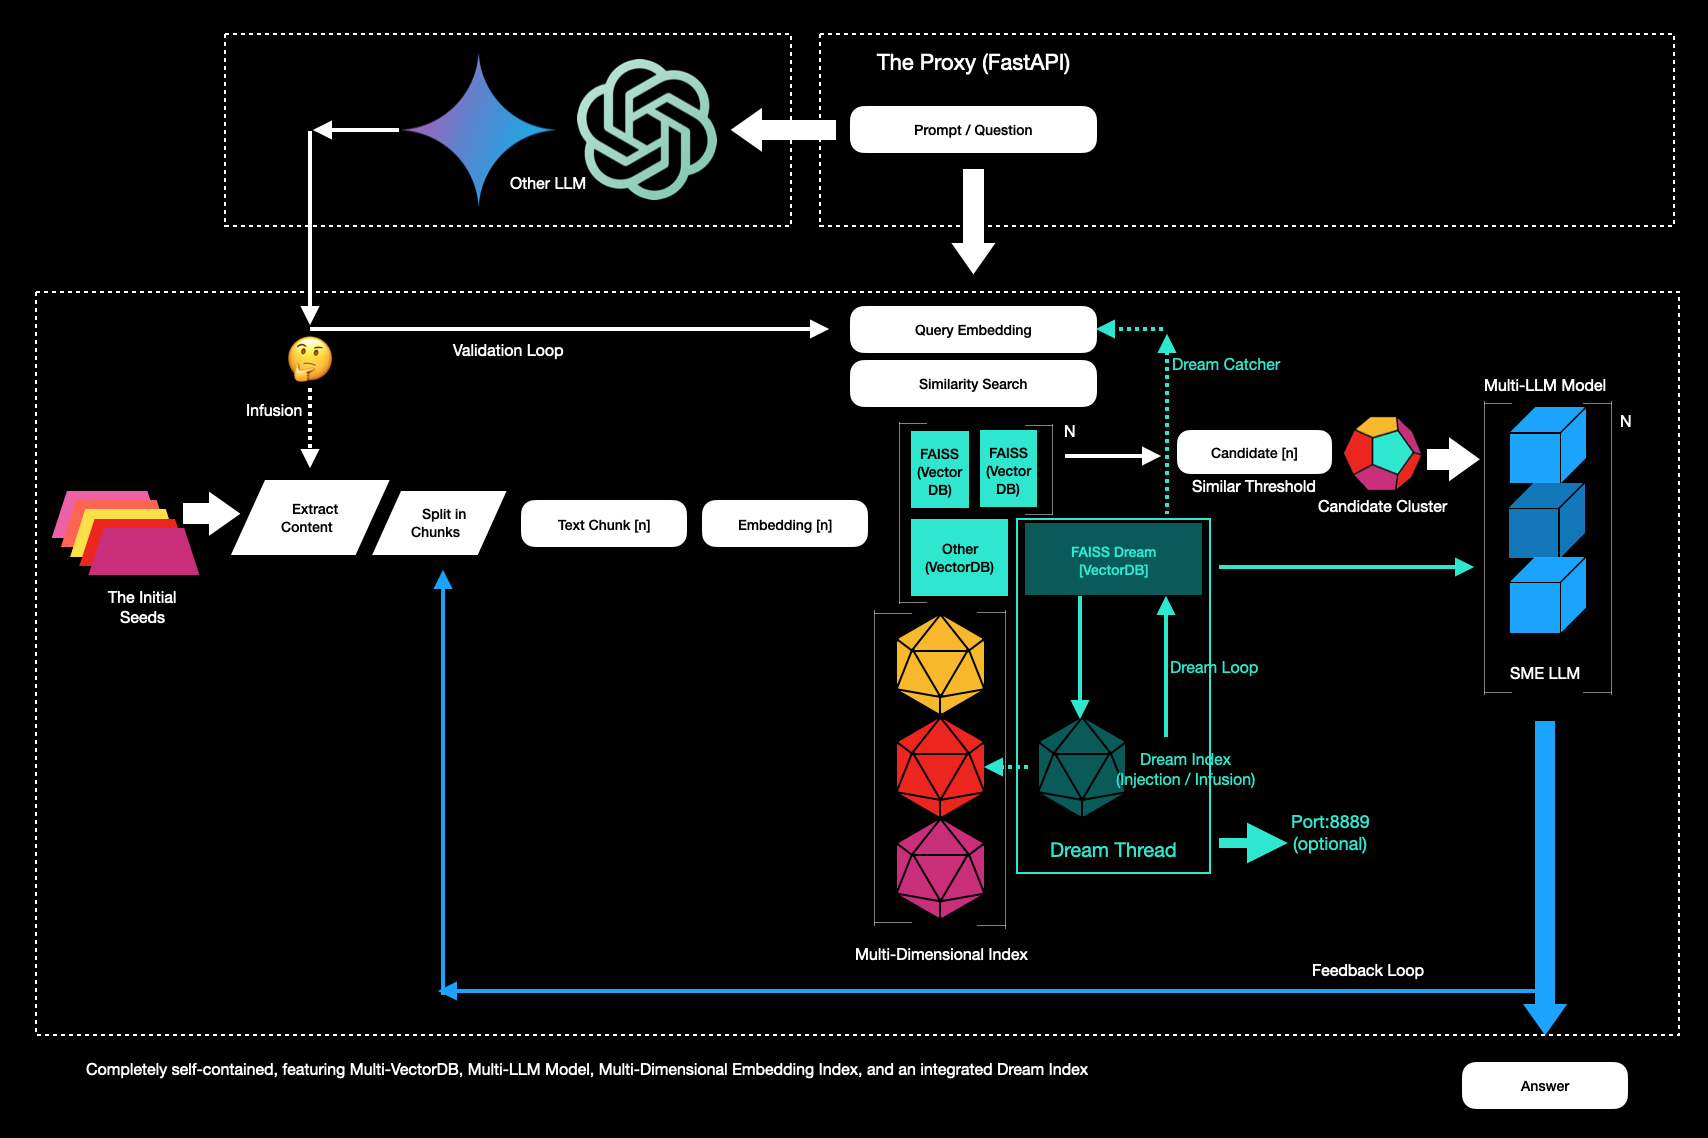 The Proxy (FastAPI)
Prompt / Question
Other LLM
Query Embedding
Validation Loop
Similarity Search
Dream Catcher
Infusion
Multi-LLM Model
N
N
FAISS
(Vector
DB)
FAISS
(Vector
DB)
Candidate [n]
Similar Threshold
Candidate Cluster
Extract
Content
Split in
Chunks
Text Chunk [n]
Embedding [n]
Other
(VectorDB)
FAISS Dream
[VectorDB]
The Initial
Seeds
Dream Loop
SME LLM
Dream Index
(Injection / Infusion)
Dream Thread
Port:8889
(optional)
Multi-Dimensional Index
Feedback Loop
Completely self-contained, featuring Multi-VectorDB, Multi-LLM Model, Multi-Dimensional Embedding Index, and an integrated Dream Index
Answer